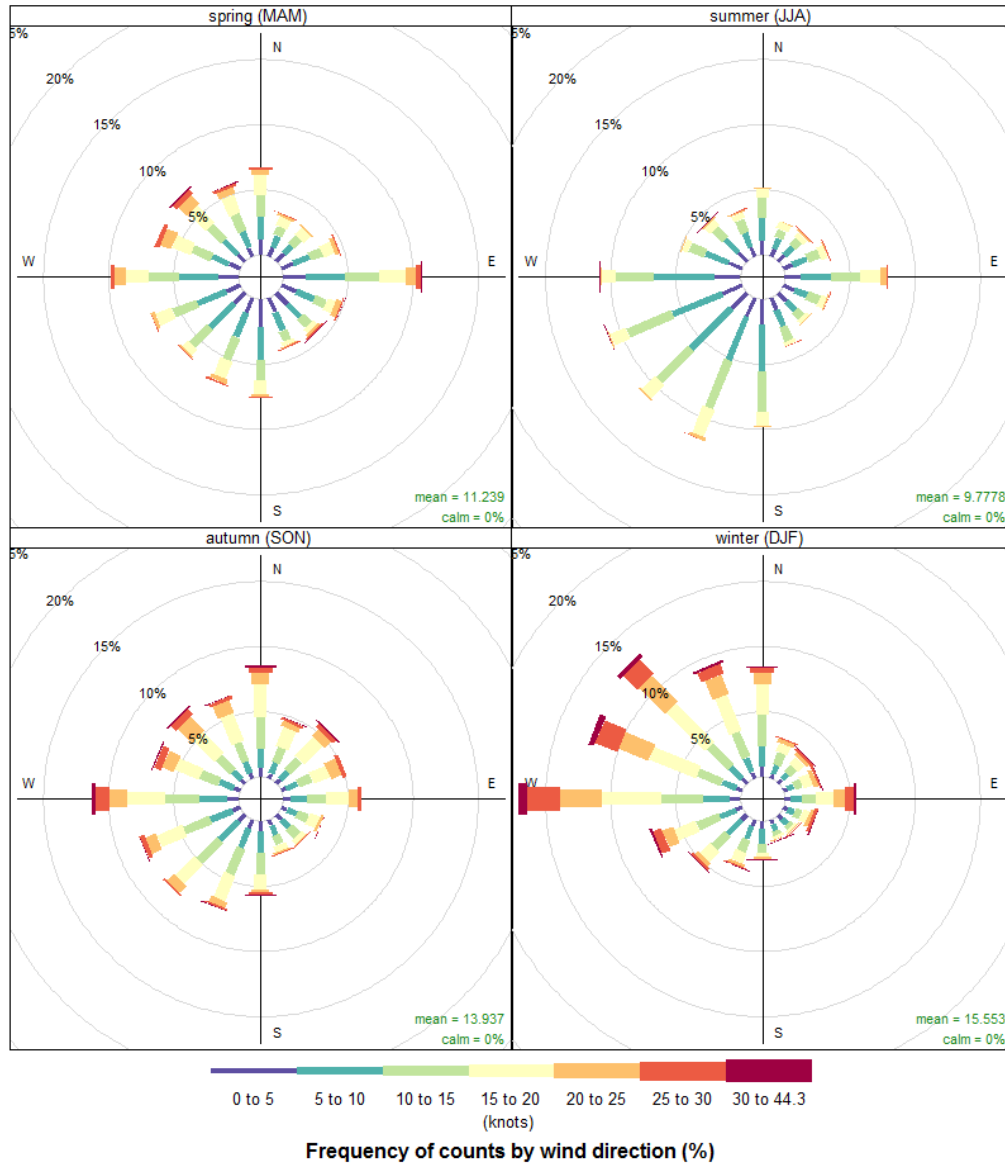 spring (MAM)
5%
20%
15%
10%
5%
N
W
E
S
mean = 11.239
calm = 0%
summer (JJA)
5%
20%
15%
10%
5%
N
W
E
S
mean = 9.7778
calm = 0%
autumn (SON)
5%
20%
15%
10%
5%
N
W
E
S
mean = 13.937
calm = 0%
winter (DJF)
5%
20%
15%
10%
5%
N
W
E
S
mean = 15.553
calm = 0%
0 to 5 5 to 10 10 to 15 15 to 20 20 to 25 25 to 30 30 to 44.3
(knots)
Frequency of counts by wind direction (%)